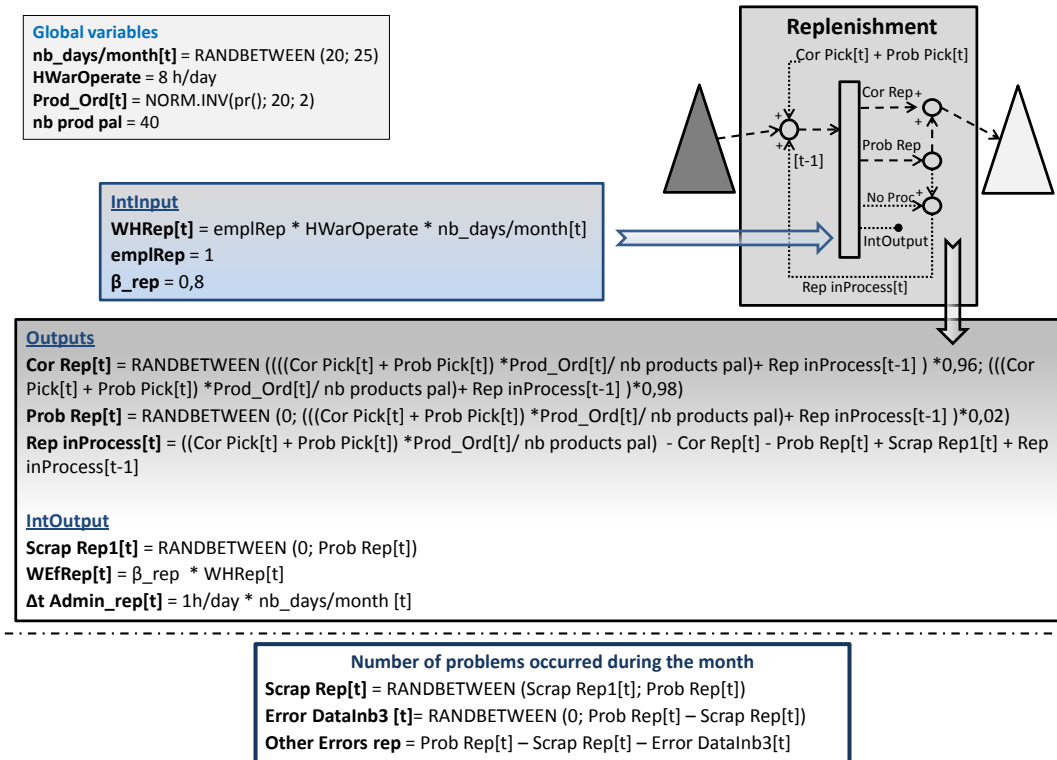 Global variables
nb_days/month[t] = RANDBETWEEN (20; 25)
HWarOperate = 8 h/day
Prod_Ord[t] = NORM.INV(pr(); 20; 2)
nb prod pal = 40
Replenishment
Cor Pick[t] + Prob Pick[t]
Cor Rep
+
+
+
+
Prob Rep
[t-1]
No Proc
+
IntOutput
Rep inProcess[t]
IntInput
WHRep[t] = emplRep * HWarOperate * nb_days/month[t]
emplRep = 1
β_rep = 0,8
Outputs
Cor Rep[t] = RANDBETWEEN ((((Cor Pick[t] + Prob Pick[t]) *Prod_Ord[t]/ nb products pal)+ Rep inProcess[t-1] ) *0,96; (((Cor
Pick[t] + Prob Pick[t]) *Prod_Ord[t]/ nb products pal)+ Rep inProcess[t-1] )*0,98)
Prob Rep[t] = RANDBETWEEN (0; (((Cor Pick[t] + Prob Pick[t]) *Prod_Ord[t]/ nb products pal)+ Rep inProcess[t-1] )*0,02)
Rep inProcess[t] = ((Cor Pick[t] + Prob Pick[t]) *Prod_Ord[t]/ nb products pal) - Cor Rep[t] - Prob Rep[t] + Scrap Rep1[t] + Rep
inProcess[t-1]
IntOutput
Scrap Rep1[t] = RANDBETWEEN (0; Prob Rep[t])
WEfRep[t] = β_rep * WHRep[t]
Δt Admin_rep[t] = 1h/day * nb_days/month [t]
Number of problems occurred during the month
Scrap Rep[t] = RANDBETWEEN (Scrap Rep1[t]; Prob Rep[t])
Error DataInb3 [t]= RANDBETWEEN (0; Prob Rep[t] – Scrap Rep[t])
Other Errors rep = Prob Rep[t] – Scrap Rep[t] – Error DataInb3[t]